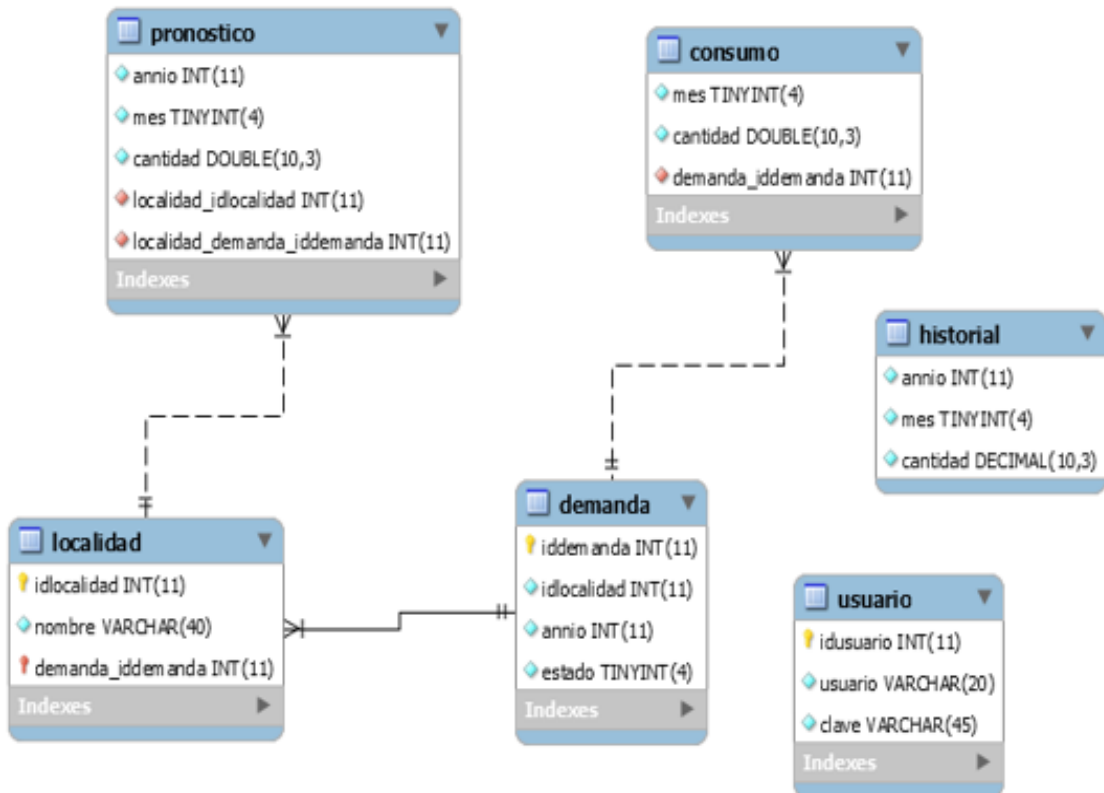 pronostico
annio INT(11)
mes TINYINT(4)
cantidad DOUBLE(10,3)
localidad_idlocalidad INT(11)
localidad_demanda_iddemanda INT(11)
Indexes
consumo
mes TINYINT(4)
cantidad DOUBLE(10,3)
demanda_iddemanda INT(11)
Indexes
historial
annio INT(11)
mes TINYINT(4)
cantidad DECIMAL(10,3)
localidad
idlocalidad INT(11)
nombre VARCHAR(40)
demanda_iddemanda INT(11)
Indexes
demanda
iddemanda INT(11)
idlocalidad INT(11)
annio INT(11)
estado TINYINT(4)
Indexes
usuario
idusuario INT(11)
usuario VARCHAR(20)
clave VARCHAR(45)
Indexes